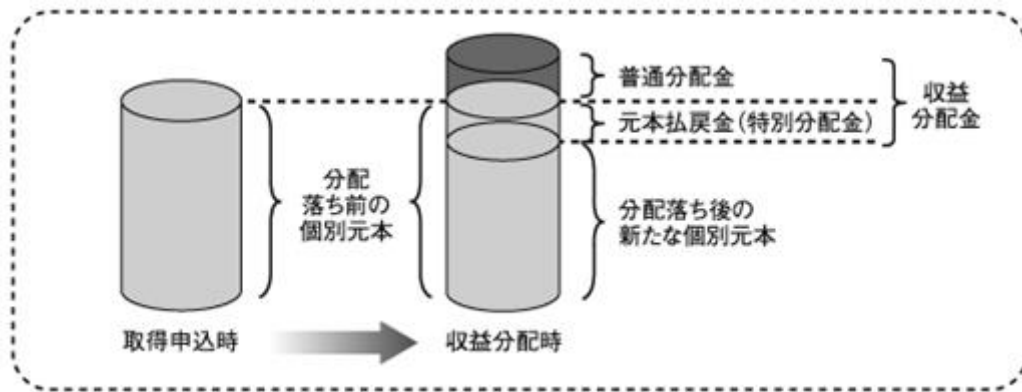 普通分配金
収益
分配金
元本払戻金(特別分配金)
分配
落ち前の
個別元本
分配落ち後の
新たな個別元本
取得申込時
収益分配時